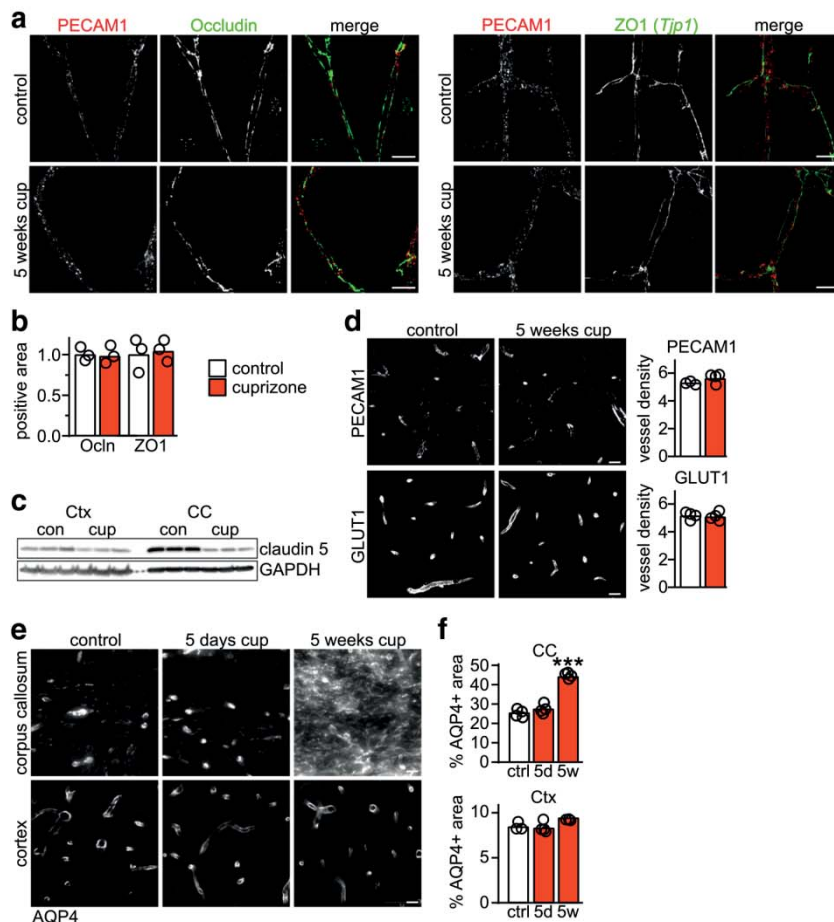 a
PECAM1 Occludin merge PECAM1 ZO1 (Tjp1) merge
control control
5 weeks cup 5 weeks cup
b
positive area
1.0
0.5
0.0
Ocln ZO1
control
cuprizone
c
Ctx CC
con cup con cup
claudin 5
GAPDH
d
control 5 weeks cup
PECAM1
GLUT1
PECAM1
vessel density
6
4
2
0
GLUT1
vessel density
6
4
2
0
e
control 5 days cup 5 weeks cup
corpus callosum
cortex
AQP4
f
CC
***
% AQP4+ area
50
40
30
20
10
0
ctrl 5d 5w
Ctx
% AQP4+ area
10
5
0
ctrl 5d 5w